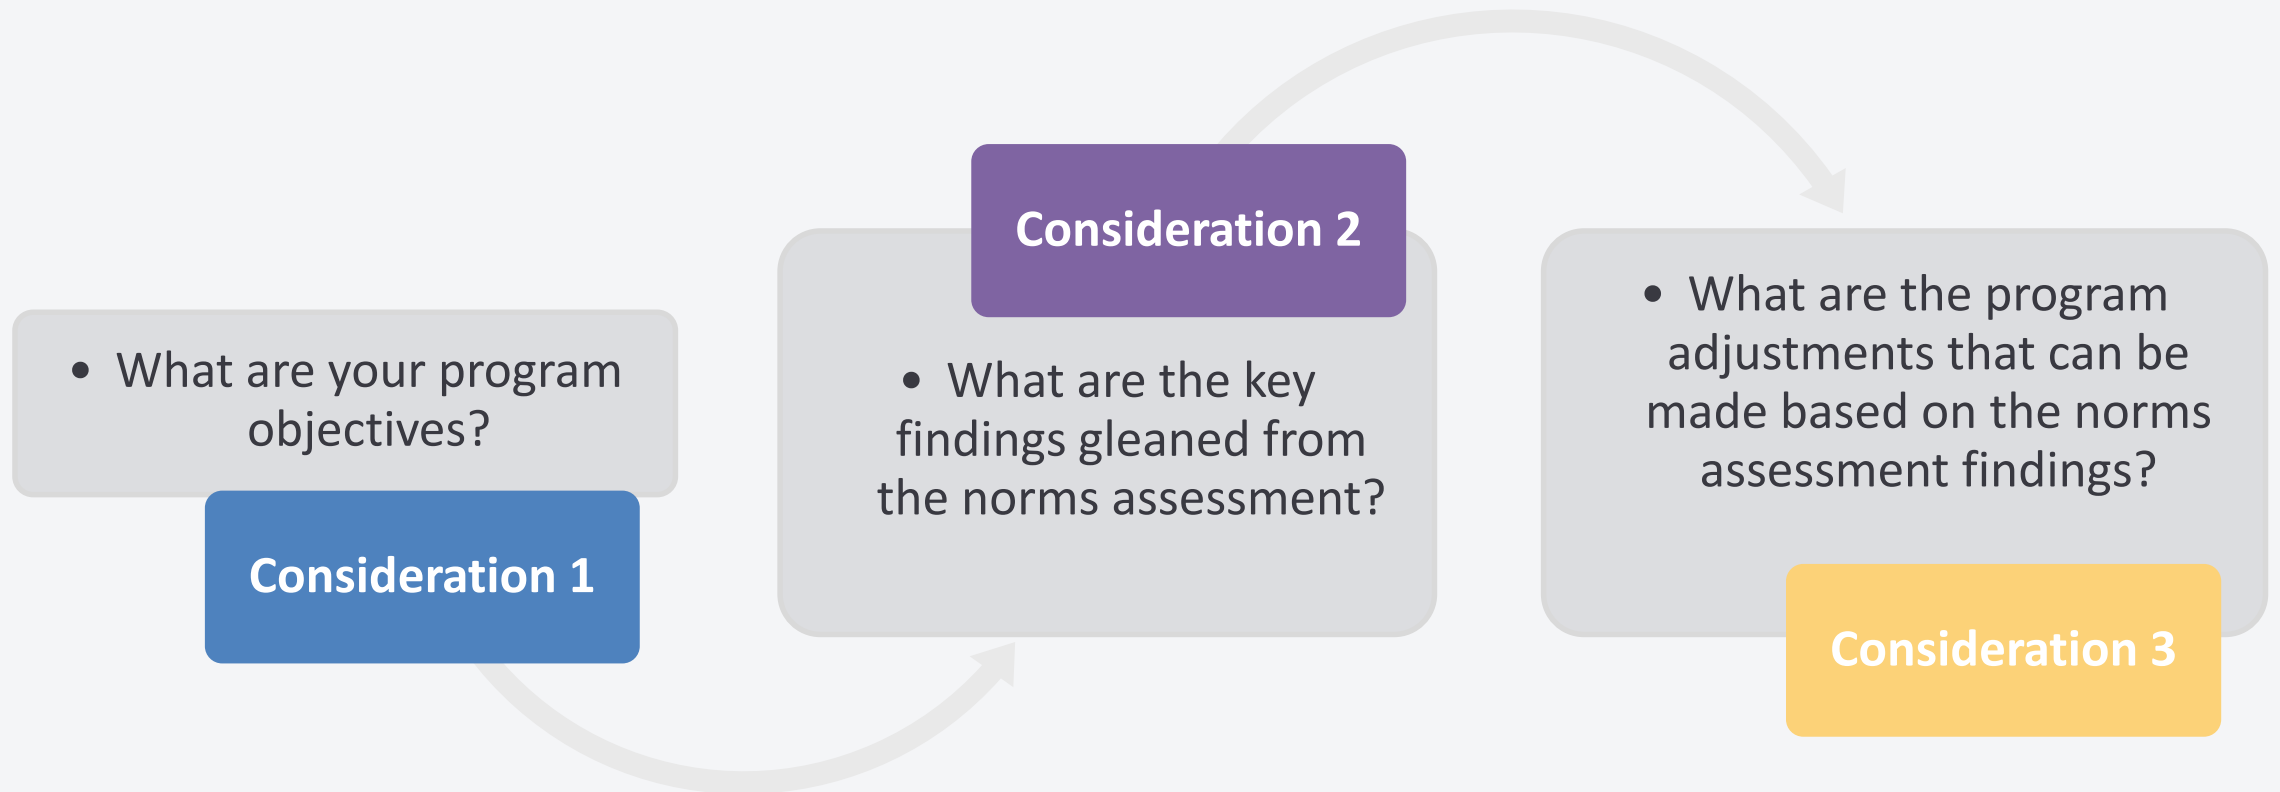 • What are your program
objectives?
Consideration 1
Consideration 2
• What are the key
findings gleaned from
the norms assessment?
• What are the program
adjustments that can be
made based on the norms
assessment findings?
Consideration 3